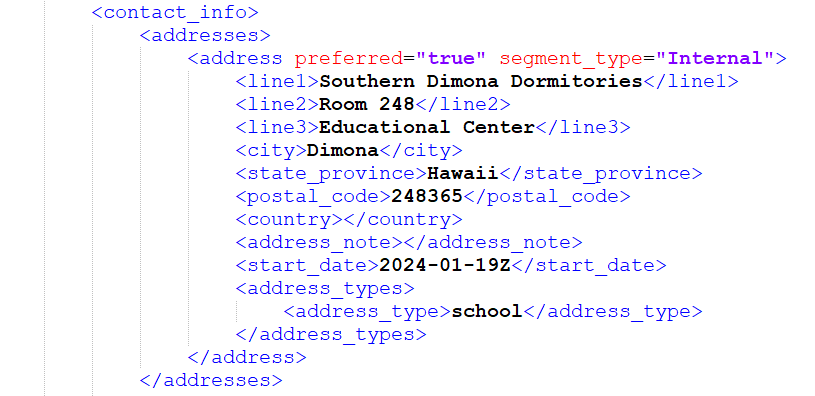 <contact_info>
<addresses>
<address preferred="true" segment_type="Internal">
<line1>Southern Dimona Dormitories</line1>
<line2>Room 248</line2>
<line3>Educational Center</line3>
<city>Dimona</city>
<state_province>Hawaii</state_province>
<postal_code>248365</postal_code>
<country></country>
<address_note></address_note>
<start_date>2024-01-19Z</start_date>
<address_types>
<address_type>school</address_type>
</address_types>
</address>
</addresses>